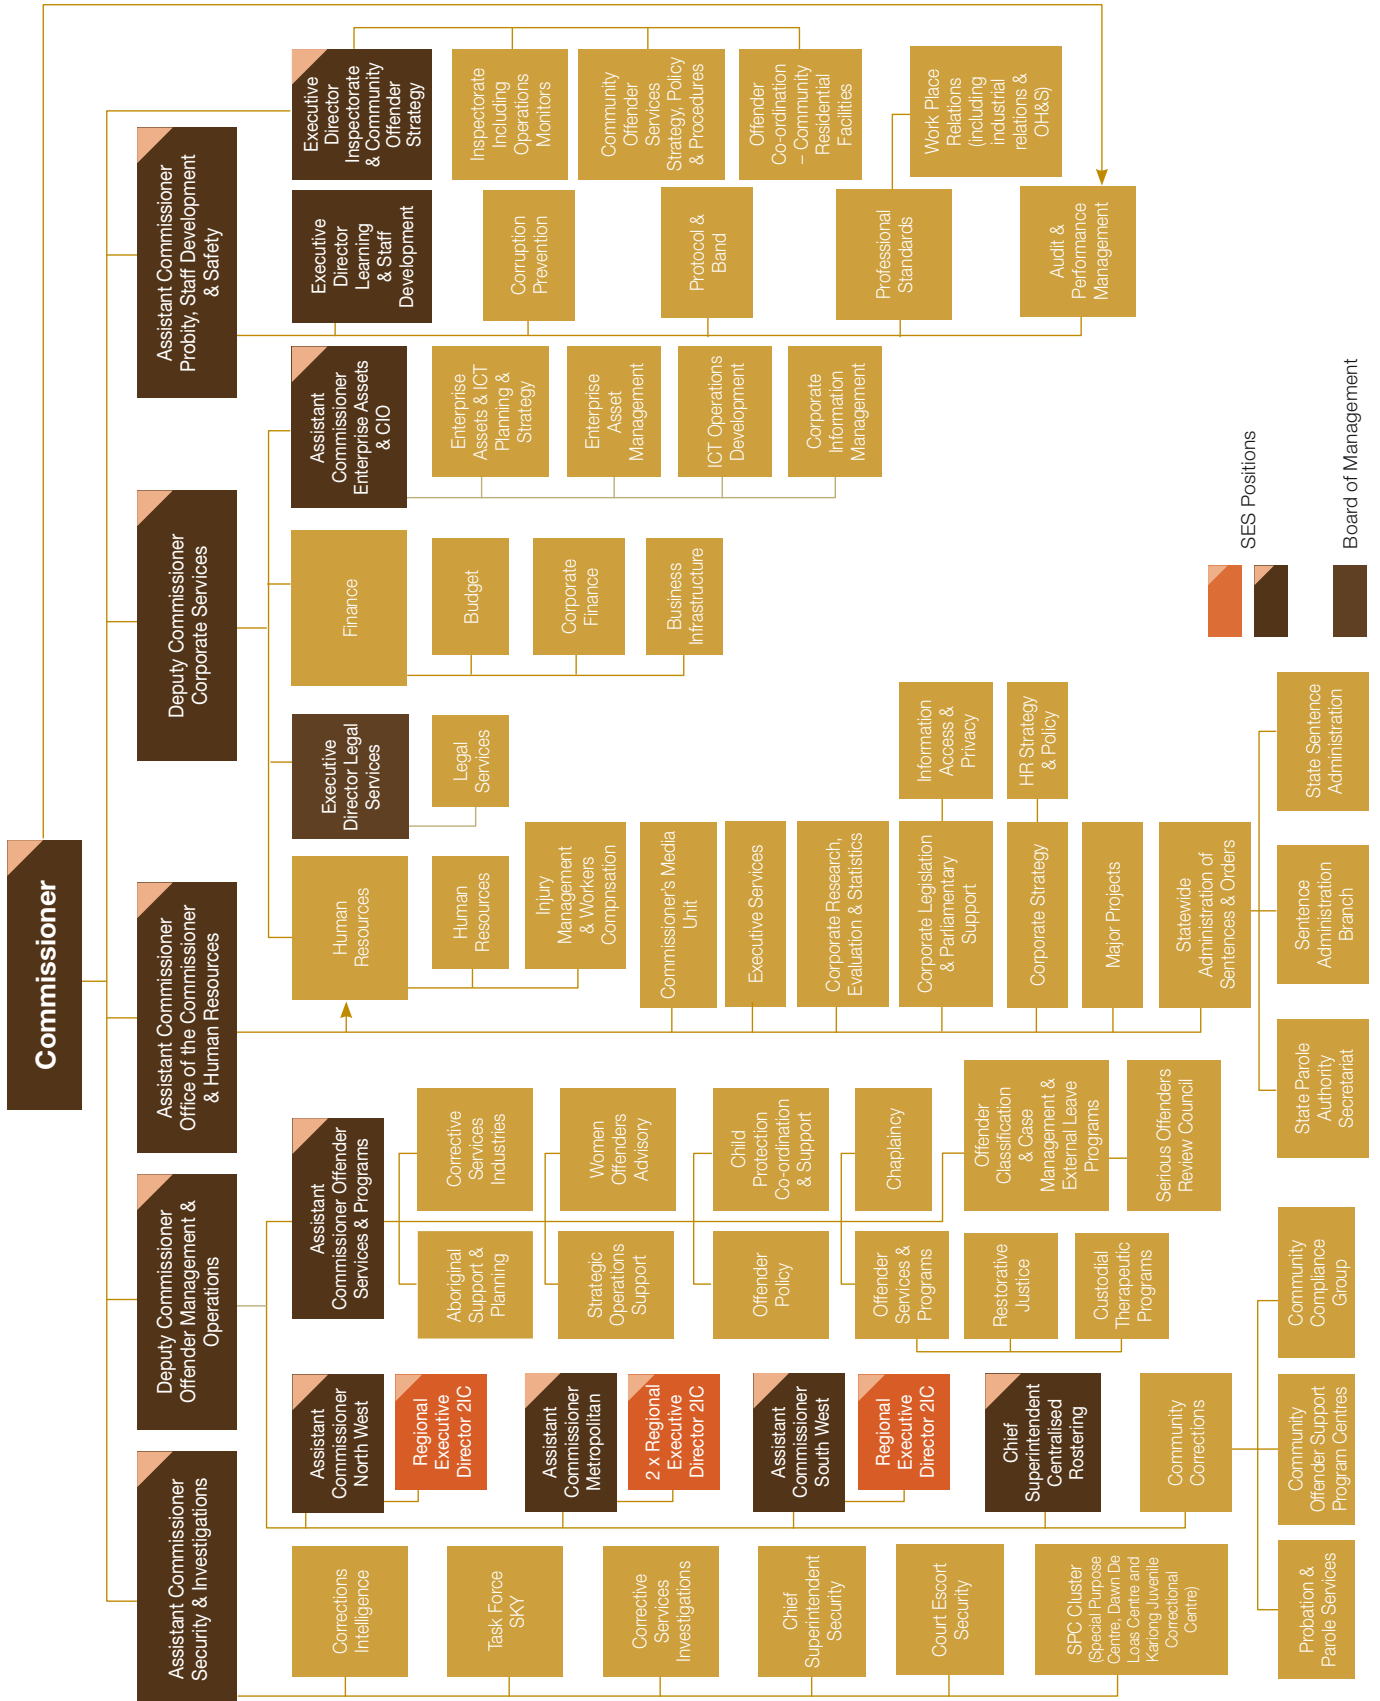 Commissioner
Assistant Commissioner
Security & Investigations
Deputy Commissioner
Offender Management &
Operations
Assistant Commissioner
Office of the Commissioner
& Human Resources
Deputy Commissioner
Corporate Services
Assistant Commissioner
Probity, Staff Development
& Safety
Corrections
Intelligence
Task Force
SKY
Corrective
Services
Investigations
Chief
Superintendent
Security
Court Escort
Security
SPC Cluster
(Special Purpose
Centre, Dawn De
Loas Centre and
Kariong Juvenile
Correctional
Centre)
Assistant
Commissioner
North West
Regional
Executive
Director 2IC
Assistant
Commissioner
Metropolitan
2 x Regional
Executive
Director 2IC
Assistant
Commissioner
South West
Regional
Executive
Director 2IC
Chief
Superintendent
Centralised
Rostering
Community
Corrections
Probation &
Parole Services
Community
Offender Support
Program Centres
Community
Compliance
Group
Assistant
Commissioner Offender
Services & Programs
Aboriginal
Support &
Planning
Corrective
Services
Industries
Strategic
Operations
Support
Women
Offenders
Advisory
Offender
Policy
Child
Protection
Co-ordination
& Support
Offender
Services &
Programs
Chaplaincy
Restorative
Justice
Custodial
Therapeutic
Programs
Offender
Classification
& Case
Management &
External Leave
Programs
Serious Offenders
Review Council
Human
Resources
Human
Resources
Injury
Management
& Workers
Compnsation
Commissioner's Media
Unit
Executive Services
Corporate Research,
Evaluation & Statistics
Corporate Legislation
& Parliamentary
Support
Information
Access &
Privacy
Corporate Strategy
HR Strategy
& Policy
Major Projects
Statewide
Administration of
Sentences & Orders
State Parole
Authority
Secretariat
Sentence
Administration
Branch
State Sentence
Administration
Executive
Director Legal
Services
Legal
Services
Finance
Budget
Corporate
Finance
Business
Infrastructure
Assistant
Commissioner
Enterprise Assets
& CIO
Enterprise
Assets & ICT
Planning &
Strategy
Enterprise
Asset
Management
ICT Operations
Development
Corporate
Information
Management
Executive
Director
Learning
& Staff
Development
Corruption
Prevention
Protocol &
Band
Professional
Standards
Work Place
Relations
(including
industrial
relations &
OH&S)
Audit &
Performance
Management
Executive
Director
Inspectorate
& Community
Offender
Strategy
Inspectorate
Including
Operations
Monitors
Community
Offender
Services
Strategy, Policy
& Procedures
Offender
Co-ordination
– Community
Residential
Facilities
SES Positions
Board of Management